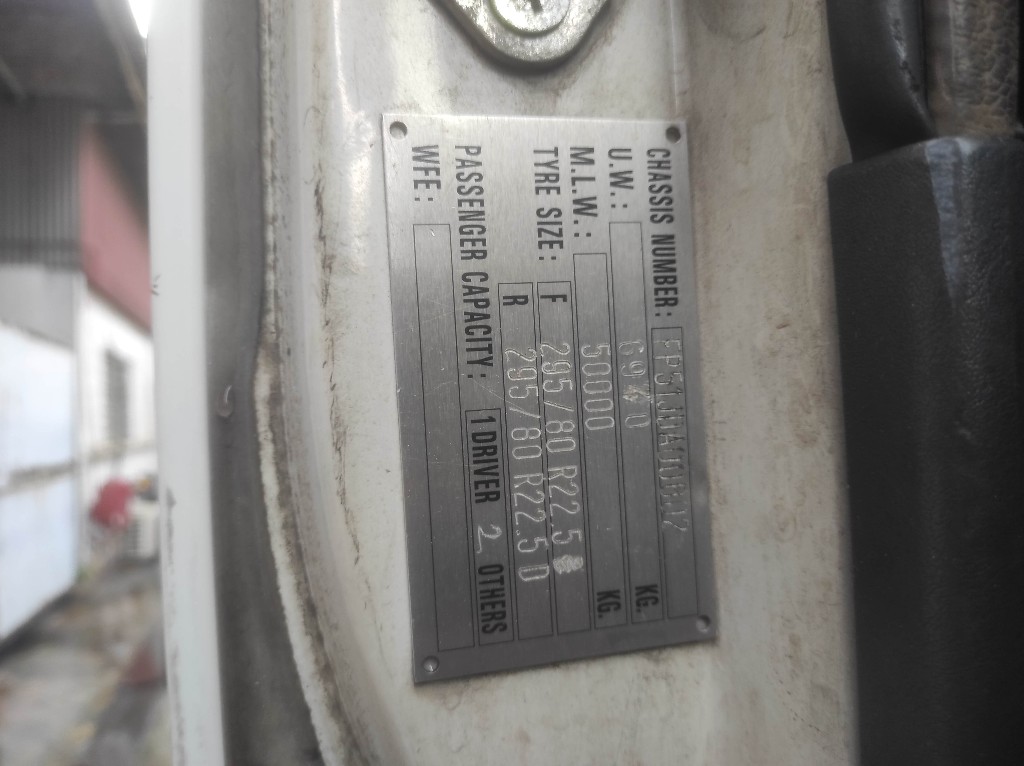 CHASSIS NUMBER:
U.W.: KG.
M.L.W.: 50000 KG.
TYRE SIZE: F 295/80 R22.5
R 295/80 R22.5 D
PASSENGER CAPACITY: 1 DRIVER 2 OTHERS
WFE: